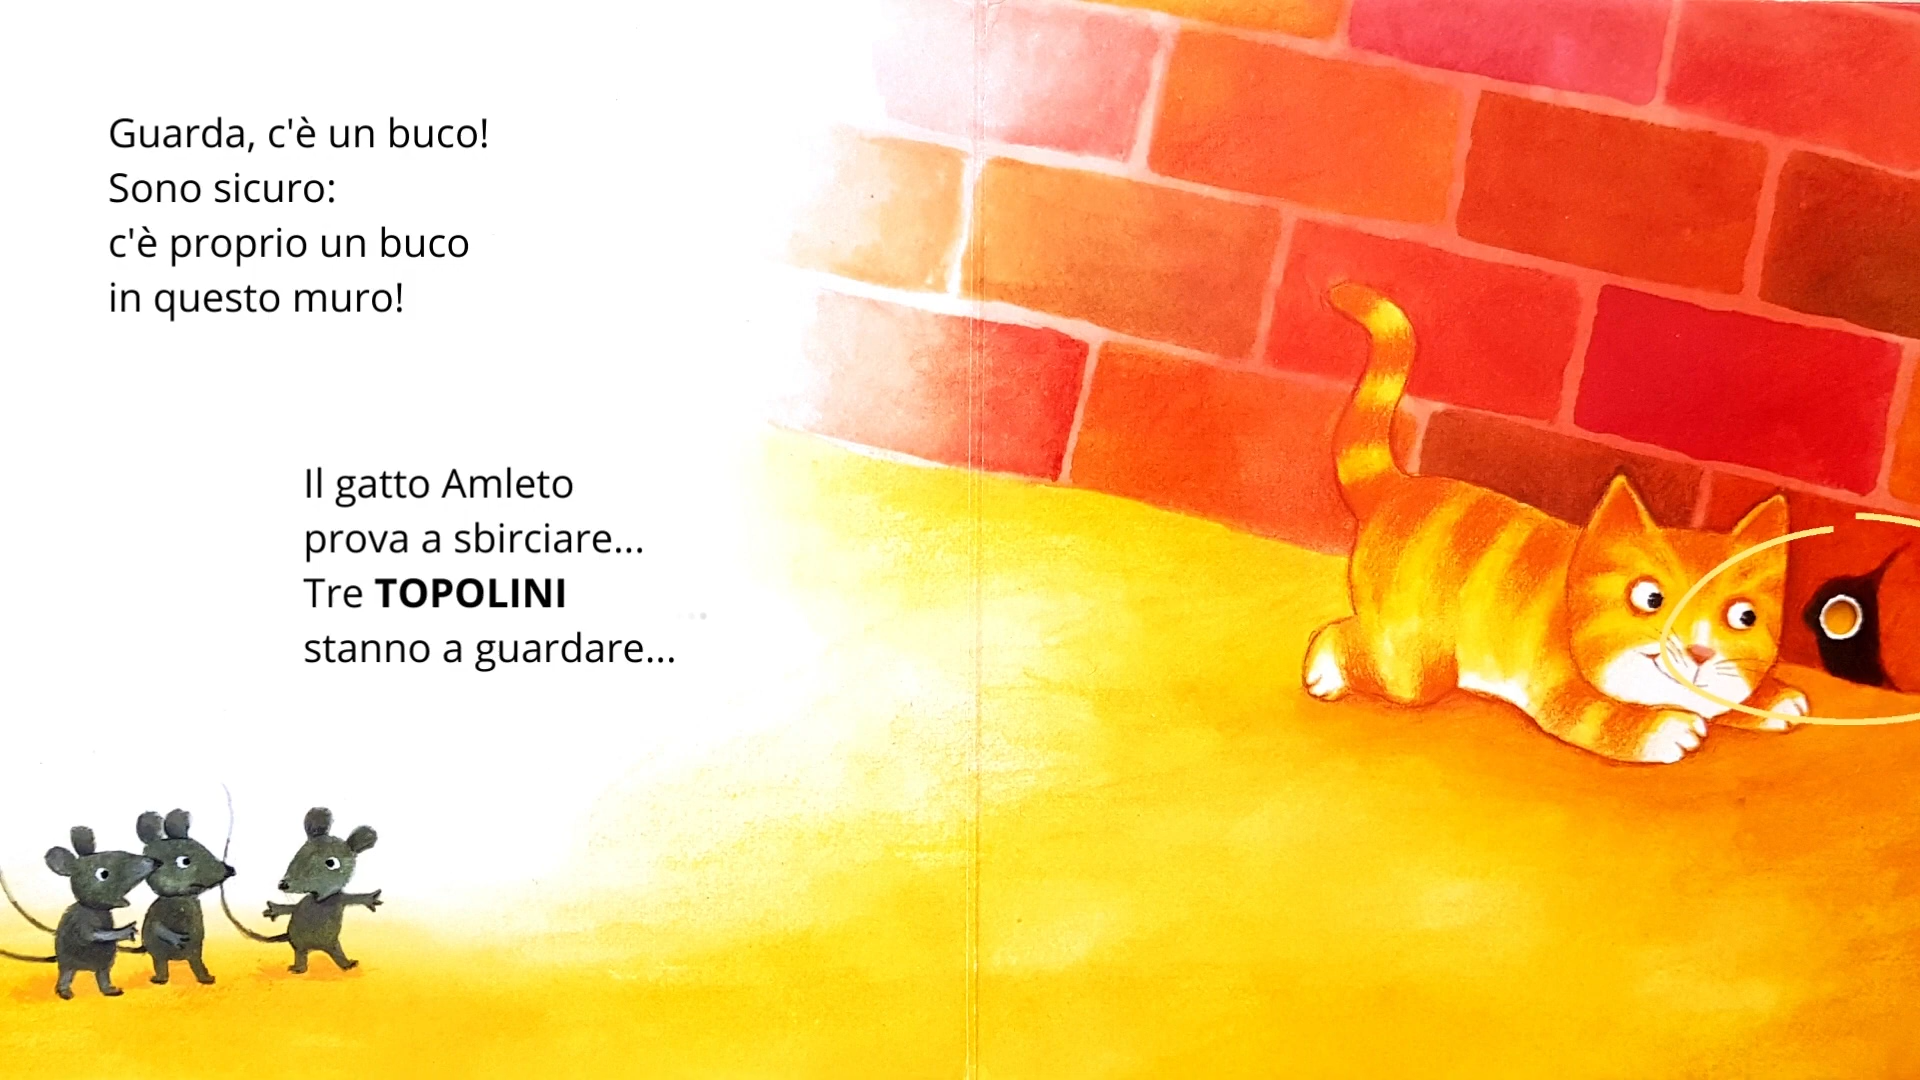 Guarda, c'è un buco!
Sono sicuro:
c'è proprio un buco
in questo muro!
Il gatto Amleto
prova a sbirciare...
Tre TOPOLINI
stanno a guardare...